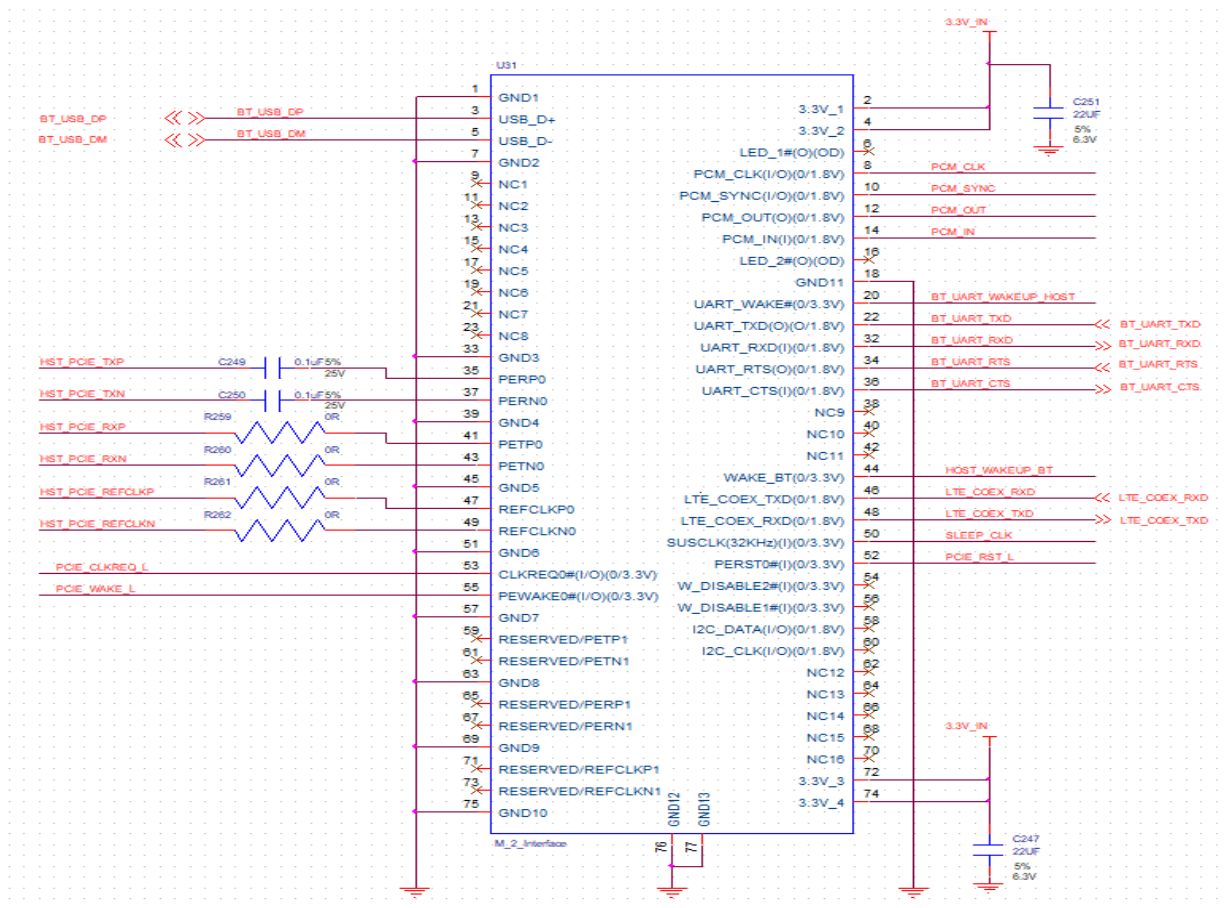 3.3V_IN
C251
22UF
5%
6.3V
U31
BT_USB_DP
BT_USB_DP
BT_USB_DM
BT_USB_DM
1 GND1
3 USB_D+
5 USB_D-
7 GND2
9 NC1
11 NC2
13 NC3
15 NC4
17 NC5
19 NC6
21 NC7
23 NC8
33 GND3
HST_PCIE_TXP C249 0.1uF 5% 25V
35 PERP0
HST_PCIE_TXN C250 0.1uF 5% 25V
37 PERN0
39 GND4
HST_PCIE_RXP R259 0R
41 PETP0
HST_PCIE_RXN R260 0R
43 PETN0
45 GND5
HST_PCIE_REFCLKP R261 0R
47 REFCLKP0
HST_PCIE_REFCLKN R262 0R
49 REFCLKN0
51 GND6
PCIE_CLKREQ_L 53 CLKREQ0#(I/O)(0/3.3V)
PCIE_WAKE_L 55 PEWAKE0#(I/O)(0/3.3V)
57 GND7
59 RESERVED/PETP1
61 RESERVED/PETN1
63 GND8
65 RESERVED/PERP1
67 RESERVED/PERN1
69 GND9
71 RESERVED/REFCLKP1
73 RESERVED/REFCLKN1
75 GND10
3.3V_1 2
3.3V_2 4
LED_1#(O)(OD) 6
PCM_CLK(I/O)(0/1.8V) 8 PCM_CLK
PCM_SYNC(I/O)(0/1.8V) 10 PCM_SYNC
PCM_OUT(O)(0/1.8V) 12 PCM_OUT
PCM_IN(I)(0/1.8V) 14 PCM_IN
LED_2#(O)(OD) 16
GND11 18
UART_WAKE#(0/3.3V) 20 BT_UART_WAKEUP_HOST
UART_TXD(O)(O/1.8V) 22 BT_UART_TXD BT_UART_TXD
UART_RXD(I)(0/1.8V) 32 BT_UART_RXD BT_UART_RXD
UART_RTS(O)(0/1.8V) 34 BT_UART_RTS BT_UART_RTS
UART_CTS(I)(0/1.8V) 36 BT_UART_CTS BT_UART_CTS
NC9 38
NC10 40
NC11 42
WAKE_BT(0/3.3V) 44 HOST_WAKEUP_BT
LTE_COEX_TXD(0/1.8V) 46 LTE_COEX_RXD LTE_COEX_RXD
LTE_COEX_RXD(0/1.8V) 48 LTE_COEX_TXD LTE_COEX_TXD
SUSCLK(32KHz)(I)(0/3.3V) 50 SLEEP_CLK
PERST0#(I)(0/3.3V) 52 PCIE_RST_L
W_DISABLE2#(I)(0/3.3V) 54
W_DISABLE1#(I)(0/3.3V) 56
I2C_DATA(I/O)(0/1.8V) 58
I2C_CLK(I/O)(0/1.8V) 60
NC12 62
NC13 64
NC14 66
NC15 68
NC16 70
3.3V_IN
3.3V_3 72
3.3V_4 74
GND12 76
GND13 77
M_2_Interface
C247
22UF
5%
6.3V